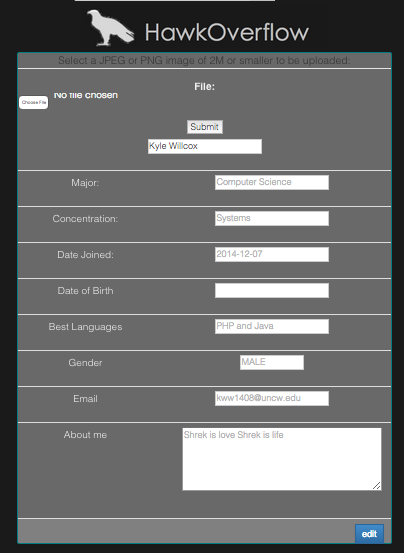 HawkOverflow
Select a JPEG or PNG image of 2M or smaller to be uploaded:
File:
Choose File No file chosen
Submit
Kyle Willcox
Major: Computer Science
Concentration: Systems
Date Joined: 2014-12-07
Date of Birth
Best Languages PHP and Java
Gender MALE
Email kww1408@uncw.edu
About me Shrek is love Shrek is life
edit